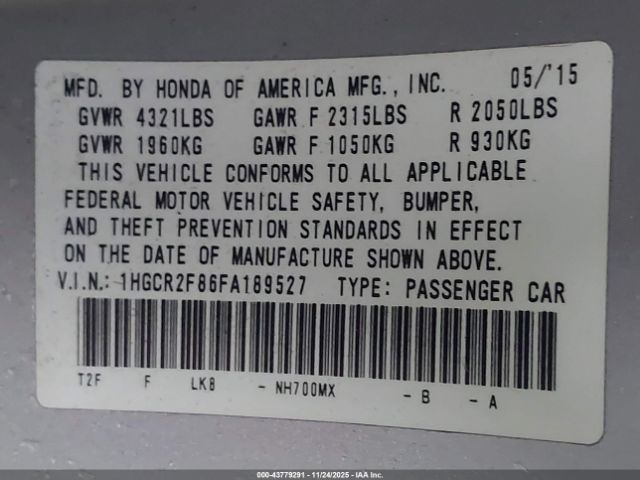 MFD. BY HONDA OF AMERICA MFG., INC. 05/'15
GVWR 4321LBS GAWR F 2315LBS R 2050LBS
GVWR 1960KG GAWR F 1050KG R 930KG
THIS VEHICLE CONFORMS TO ALL APPLICABLE
FEDERAL MOTOR VEHICLE SAFETY, BUMPER,
AND THEFT PREVENTION STANDARDS IN EFFECT
ON THE DATE OF MANUFACTURE SHOWN ABOVE.
V.I.N.: 1HGCR2F86FA189527 TYPE: PASSENGER CAR
T2F F LK8 - NH700MX - B - A
000-43779291 - 11/24/2025 - IAA Inc.